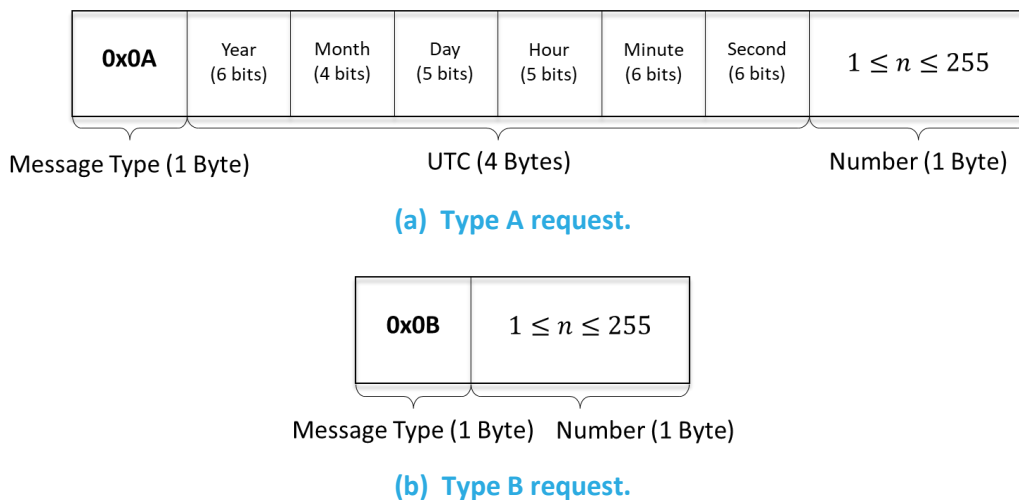 0x0A
Year
(6 bits)
Month
(4 bits)
Day
(5 bits)
Hour
(5 bits)
Minute
(6 bits)
Second
(6 bits)
1 ≤ n ≤ 255
Message Type (1 Byte)
UTC (4 Bytes)
Number (1 Byte)
(a) Type A request.
0x0B
1 ≤ n ≤ 255
Message Type (1 Byte)
Number (1 Byte)
(b) Type B request.